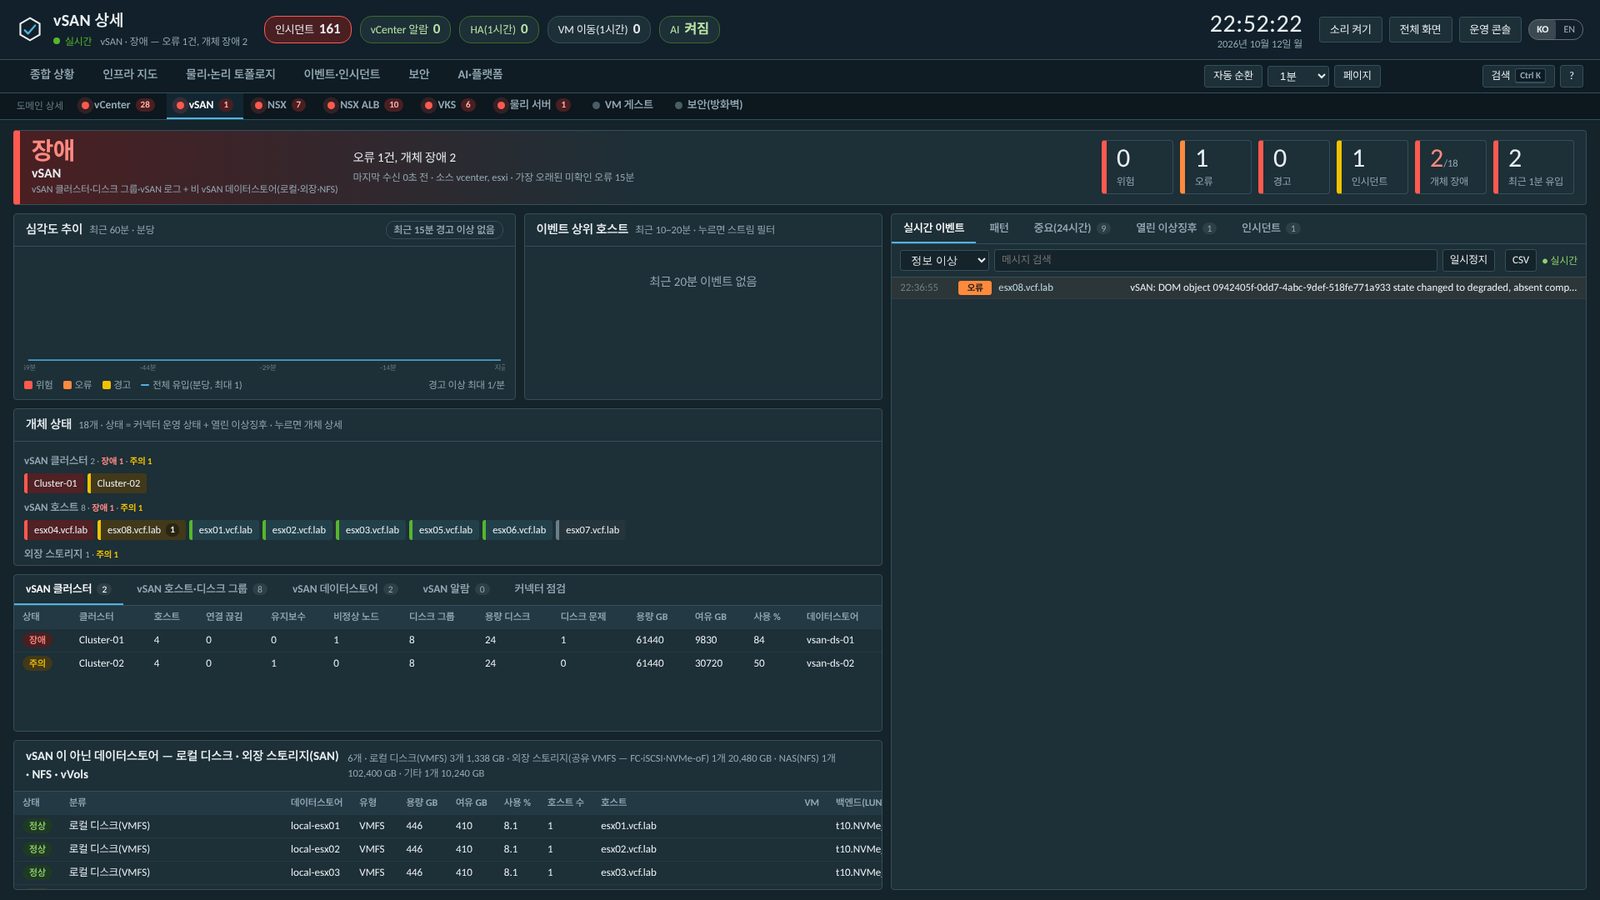 vSAN 상세
실시간 vSAN · 장애 — 오류 1건, 개체 장애 2
인시던트 161
vCenter 알람 0
HA(1시간) 0
VM 이동(1시간) 0
AI 켜짐
22:52:22
2026년 10월 12일 월
소리 켜기
전체 화면
운영 콘솔
KO EN
종합 상황 인프라 지도 물리·논리 토폴로지 이벤트·인시던트 보안 AI·플랫폼
자동 순환 1분 페이지 검색 Ctrl K ?
도메인 상세 vCenter 28 vSAN 1 NSX 7 NSX ALB 10 VKS 6 물리 서버 1 VM 게스트 보안(방화벽)
장애
vSAN
vSAN 클러스터·디스크 그룹·vSAN 로그 + 비 vSAN 데이터스토어(로컬·외장·NFS)
오류 1건, 개체 장애 2
마지막 수신 0초 전 · 소스 vcenter, esxi · 가장 오래된 미확인 오류 15분
0 위험
1 오류
0 경고
1 인시던트
2/18 개체 장애
2 최근 1분 유입
심각도 추이 최근 60분 · 분당 최근 15분 경고 이상 없음
-44분 -29분 -14분
위험 오류 경고 전체 유입(분당, 최대 1) 경고 이상 최대 1/분
이벤트 상위 호스트 최근 10~20분 · 누르면 스트림 필터
최근 20분 이벤트 없음
개체 상태 18개 · 상태 = 커넥터 운영 상태 + 열린 이상징후 · 누르면 개체 상세
vSAN 클러스터 2 · 장애 1 · 주의 1
Cluster-01 Cluster-02
vSAN 호스트 8 · 장애 1 · 주의 1
esx04.vcf.lab esx08.vcf.lab 1 esx01.vcf.lab esx02.vcf.lab esx03.vcf.lab esx05.vcf.lab esx06.vcf.lab esx07.vcf.lab
외장 스토리지 1 · 주의 1
vSAN 클러스터 2 vSAN 호스트·디스크 그룹 8 vSAN 데이터스토어 2 vSAN 알람 0 커넥터 점검
상태 클러스터 호스트 연결 끊김 유지보수 비정상 노드 디스크 그룹 용량 디스크 디스크 문제 용량 GB 여유 GB 사용 % 데이터스토어
장애 Cluster-01 4 0 0 1 8 24 1 61440 9830 84 vsan-ds-01
주의 Cluster-02 4 0 1 0 8 24 0 61440 30720 50 vsan-ds-02
vSAN 이 아닌 데이터스토어 — 로컬 디스크 · 외장 스토리지(SAN)
· NFS · vVols
6개 · 로컬 디스크(VMFS) 3개 1,338 GB · 외장 스토리지(공유 VMFS — FC·iSCSI·NVMe-oF) 1개 20,480 GB · NAS(NFS) 1개
102,400 GB · 기타 1개 10,240 GB
상태 분류 데이터스토어 유형 용량 GB 여유 GB 사용 % 호스트 수 호스트 VM 백엔드(LUN
정상 로컬 디스크(VMFS) local-esx01 VMFS 446 410 8.1 1 esx01.vcf.lab t10.NVMe
정상 로컬 디스크(VMFS) local-esx02 VMFS 446 410 8.1 1 esx02.vcf.lab t10.NVMe
정상 로컬 디스크(VMFS) local-esx03 VMFS 446 410 8.1 1 esx03.vcf.lab t10.NVMe
실시간 이벤트 패턴 중요(24시간) 9 열린 이상징후 1 인시던트 1
정보 이상 메시지 검색 일시정지 CSV 실시간
22:36:55 오류 esx08.vcf.lab vSAN: DOM object 0942405f-0dd7-4abc-9def-518fe771a933 state changed to degraded, absent comp...